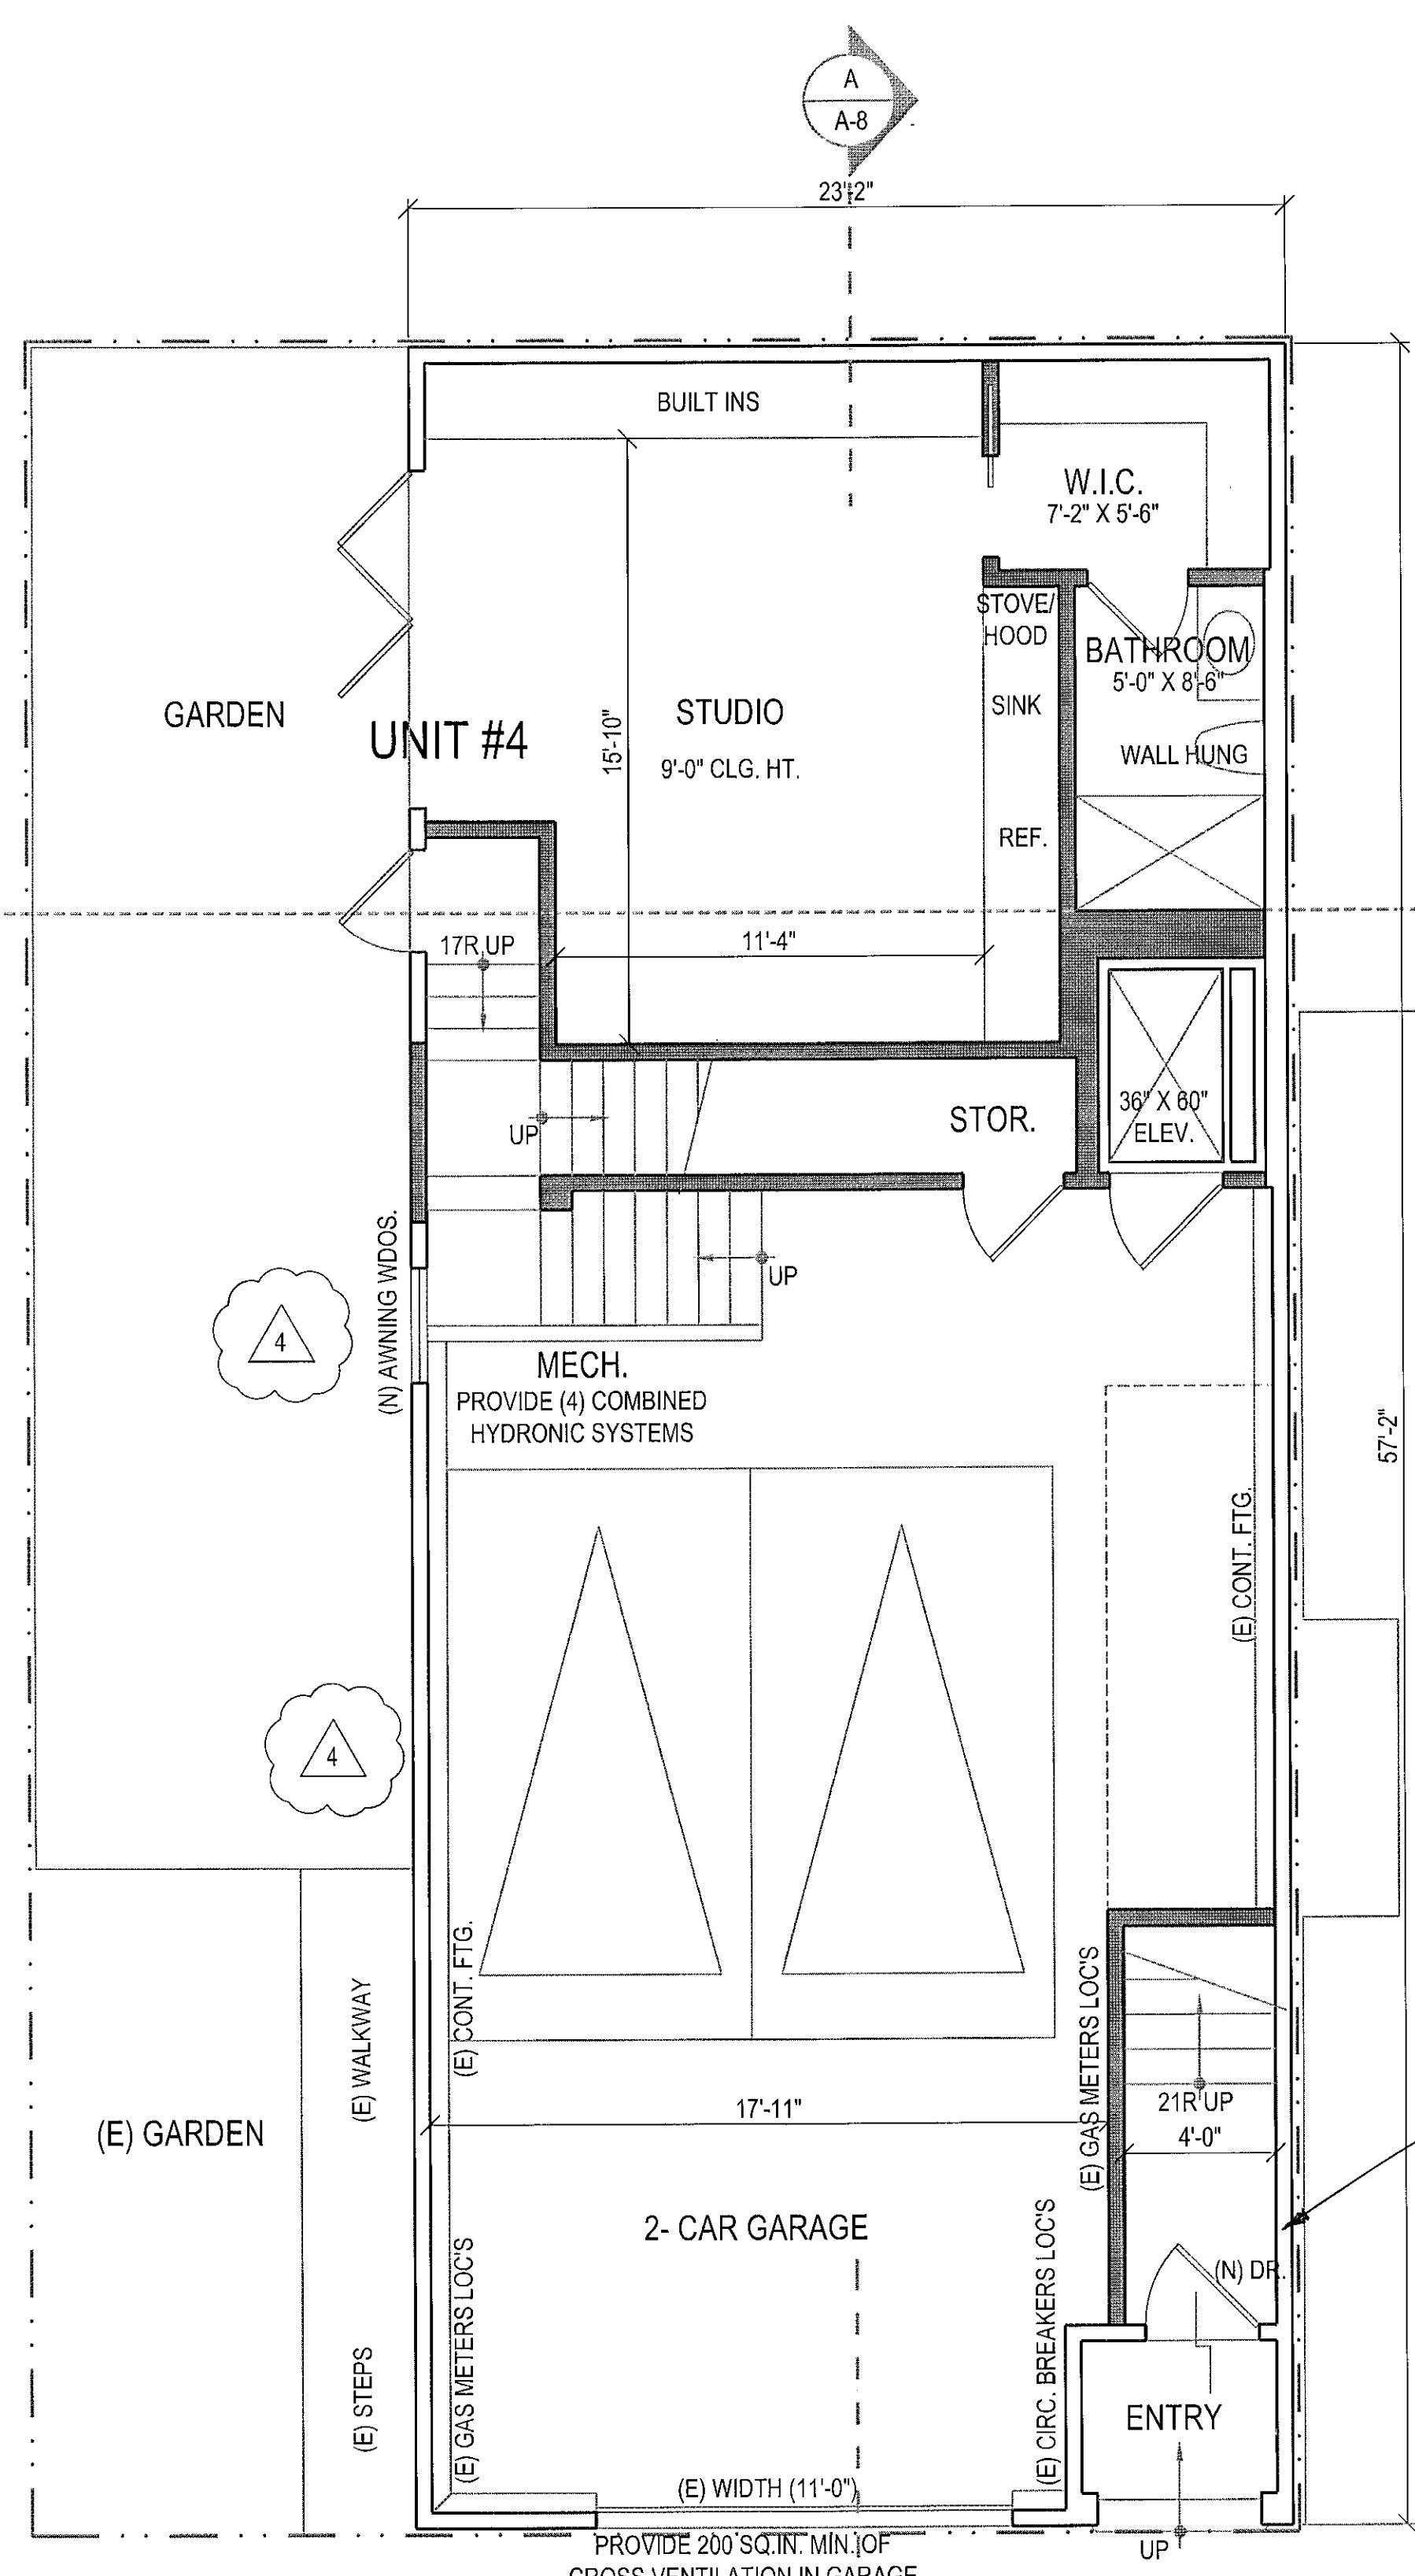 A
A-8
23'-2"
BUILT INS
W.I.C.
7'-2" X 5'-6"
STOVE/
HOOD
BATHROOM
5'-0" X 8'-6"
GARDEN
UNIT #4
STUDIO
9'-0" CLG. HT.
15'-10"
SINK
WALL HUNG
REF.
17R UP
11'-4"
36" X 60"
ELEV.
STOR.
UP
UP
(N) AWNING WDOS.
4
MECH.
PROVIDE (4) COMBINED
HYDRONIC SYSTEMS
57'-2"
(E) CONT. FTG.
4
(E) CONT. FTG.
(E) WALKWAY
(E) GAS METERS LOC'S
21R UP
4'-0"
17'-11"
(E) GARDEN
2- CAR GARAGE
(N) DR.
(E) STEPS
(E) GAS METERS LOC'S
(E) CIRC. BREAKERS LOC'S
ENTRY
(E) WIDTH (11'-0")
PROVIDE 200 SQ.IN. MIN. OF
CROSS VENTILATION IN GARAGE
UP